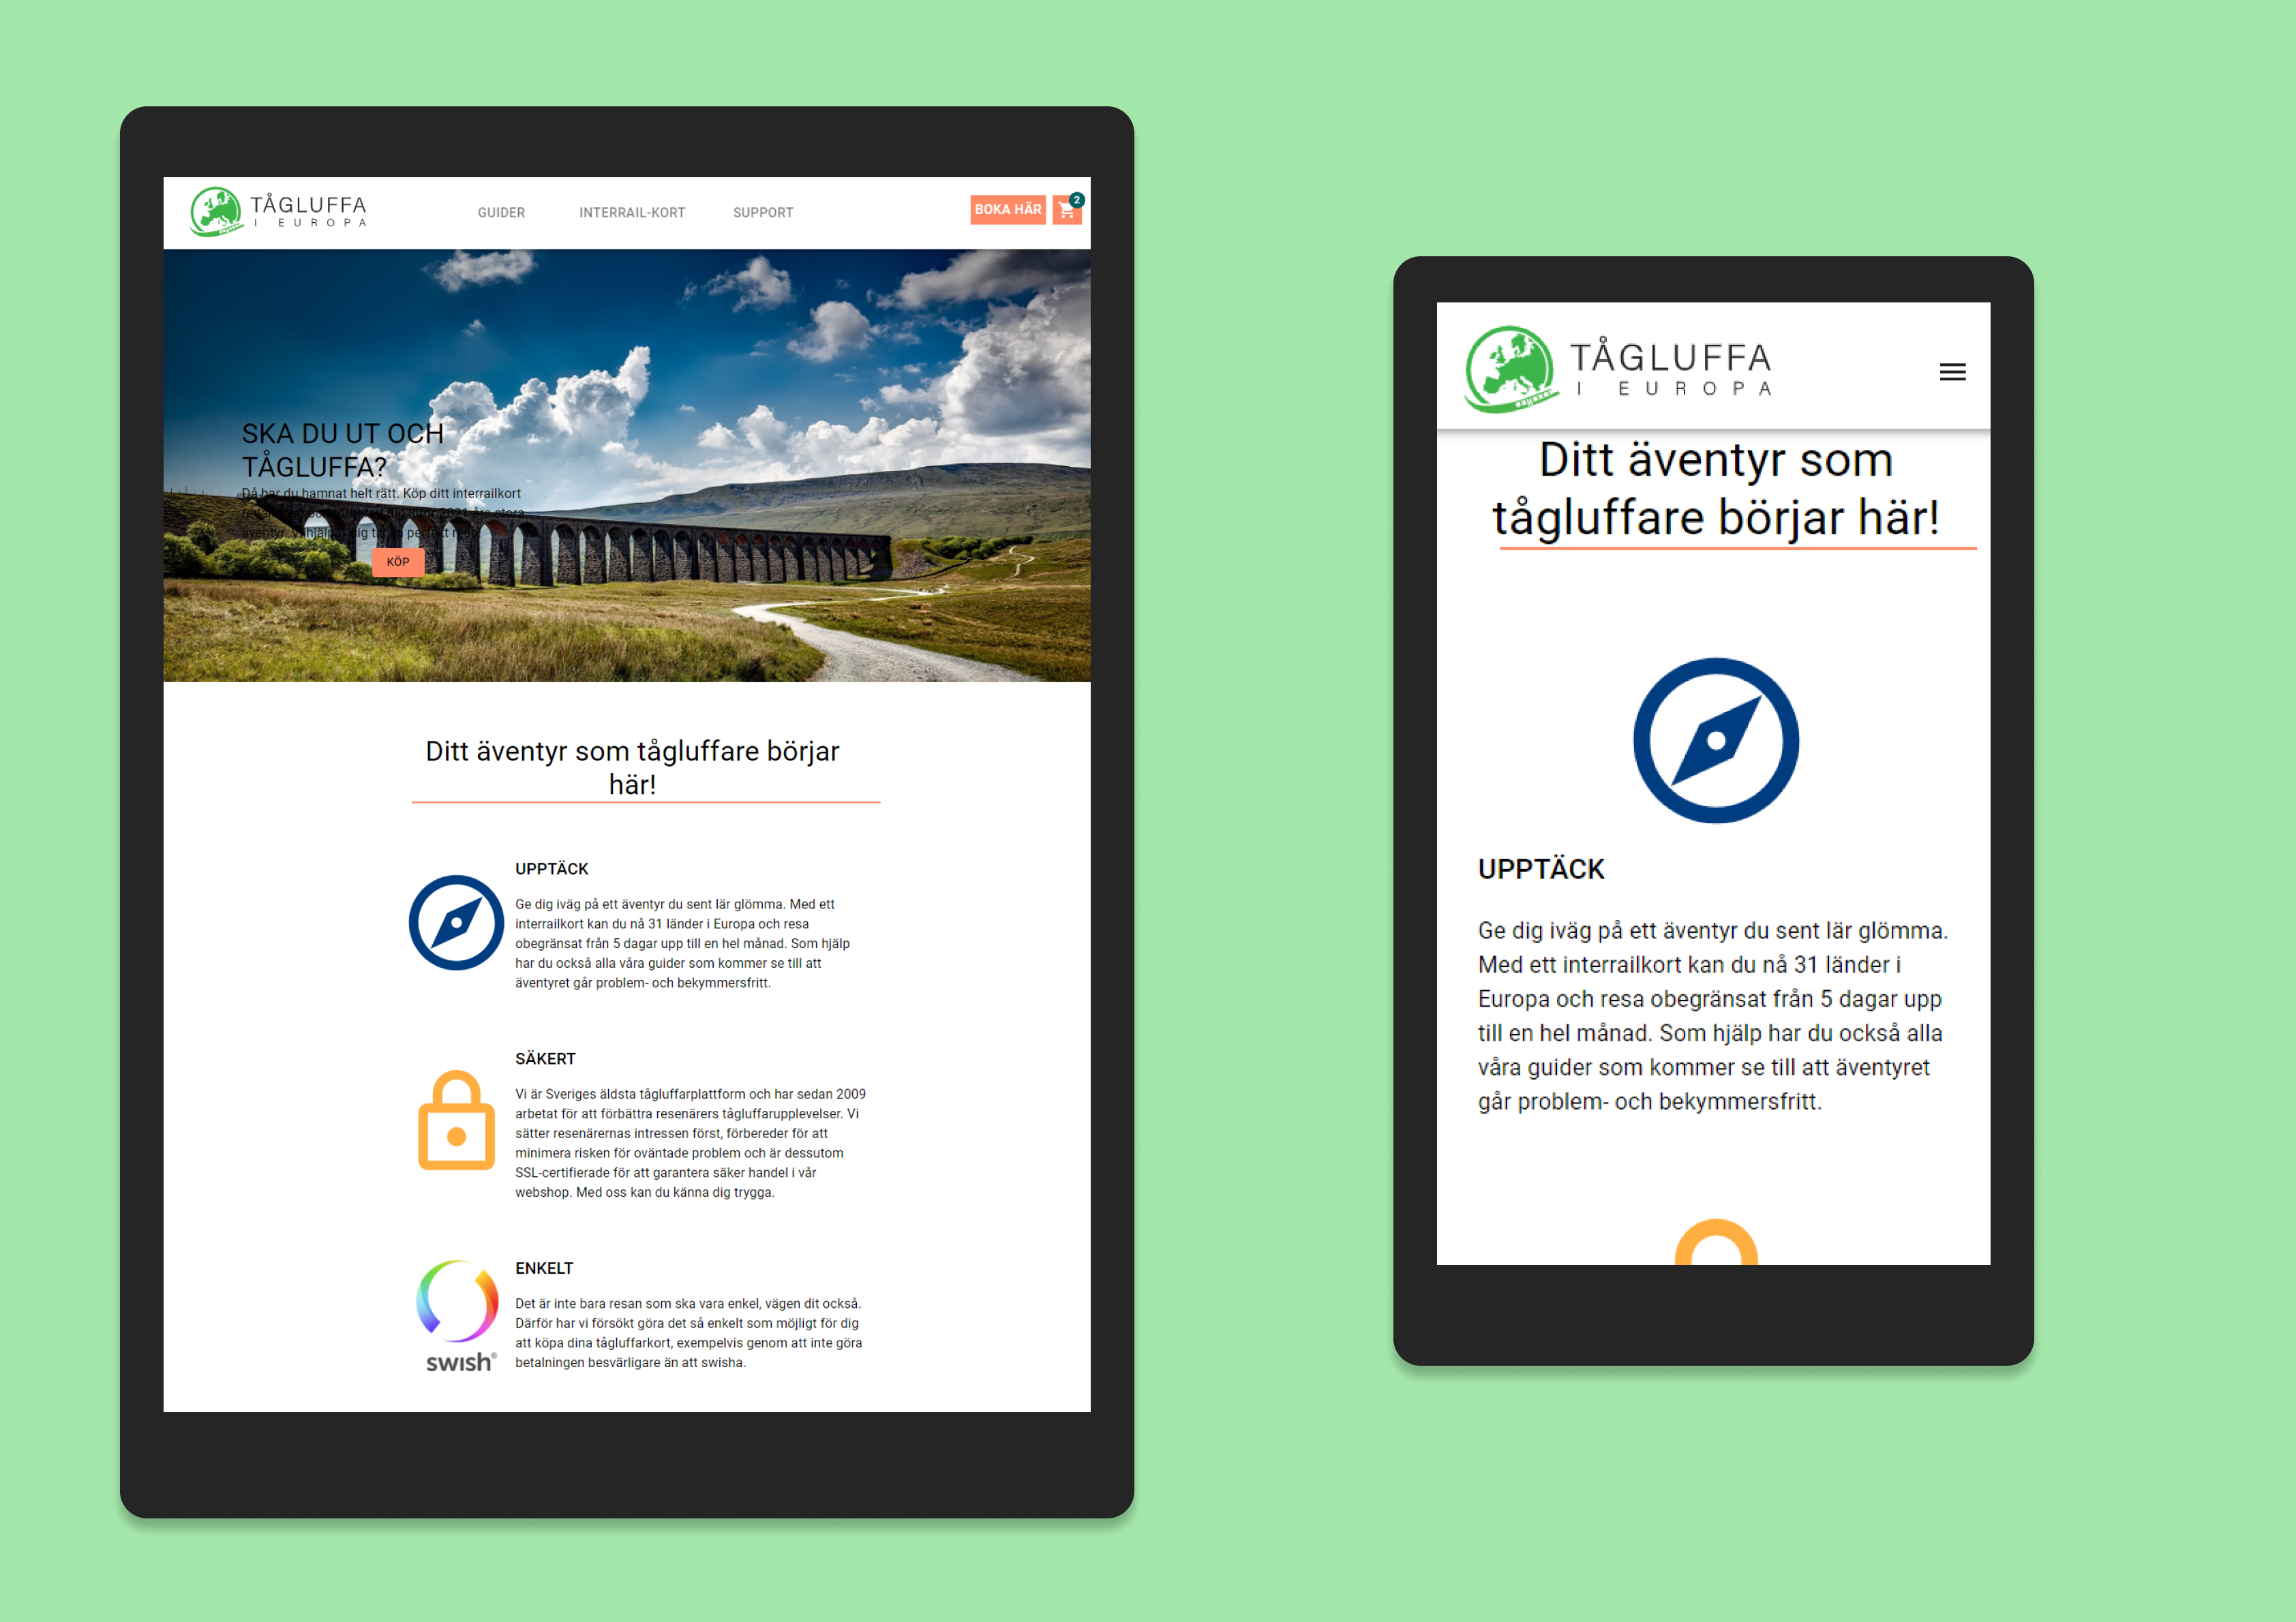 TÅGLUFFA
I EUROPA
GUIDER
INTERRAIL-KORT
SUPPORT
BOKA HÄR
2
SKA DU UT OCH
TÅGLUFFA?
Då har du hamnat helt rätt. Köp ditt interrailkort
stora
äventyr. Vi hjälper dig
KÖP
Ditt äventyr som tågluffare börjar
här!
UPPTÄCK
Ge dig iväg på ett äventyr du sent lär glömma. Med ett
interrailkort kan du nå 31 länder i Europa och resa
obegränsat från 5 dagar upp till en hel månad. Som hjälp
har du också alla våra guider som kommer se till att
äventyret går problem- och bekymmersfritt.
SÄKERT
Vi är Sveriges äldsta tågluffarplattform och har sedan 2009
arbetat för att förbättra resenärers tågluffarupplevelser. Vi
sätter resenärernas intressen först, förbereder för att
minimera risken för oväntade problem och är dessutom
SSL-certifierade för att garantera säker handel i vår
webshop. Med oss kan du känna dig trygga.
swish®
ENKELT
Det är inte bara resan som ska vara enkel, vägen dit också.
Därför har vi försökt göra det så enkelt som möjligt för dig
att köpa dina tågluffarkort, exempelvis genom att inte göra
betalningen besvärligare än att swisha.
TÅGLUFFA
I EUROPA
Ditt äventyr som
tågluffare börjar här!
UPPTÄCK
Ge dig iväg på ett äventyr du sent lär glömma.
Med ett interrailkort kan du nå 31 länder i
Europa och resa obegränsat från 5 dagar upp
till en hel månad. Som hjälp har du också alla
våra guider som kommer se till att äventyret
går problem- och bekymmersfritt.